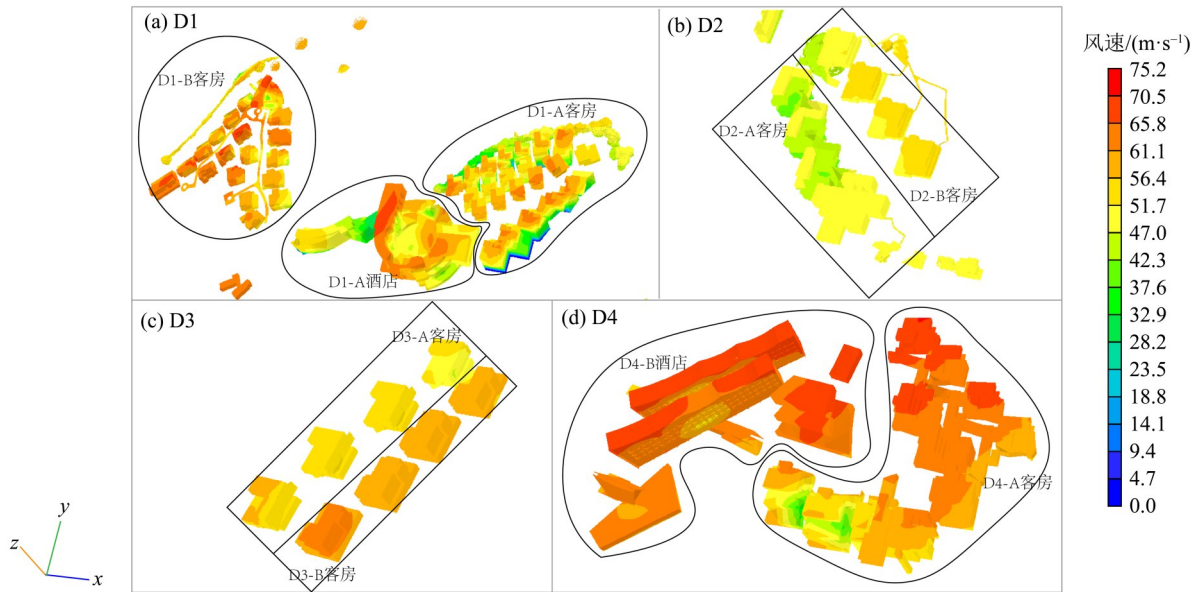 (a) D1
D1-B客房
D1-A客房
D1-A酒店
(b) D2
D2-A客房
D2-B客房
(c) D3
D3-A客房
D3-B客房
(d) D4
D4-B酒店
D4-A客房
风速/(m·s⁻¹)
75.2
70.5
65.8
61.1
56.4
51.7
47.0
42.3
37.6
32.9
28.2
23.5
18.8
14.1
9.4
4.7
0.0
y
z
x